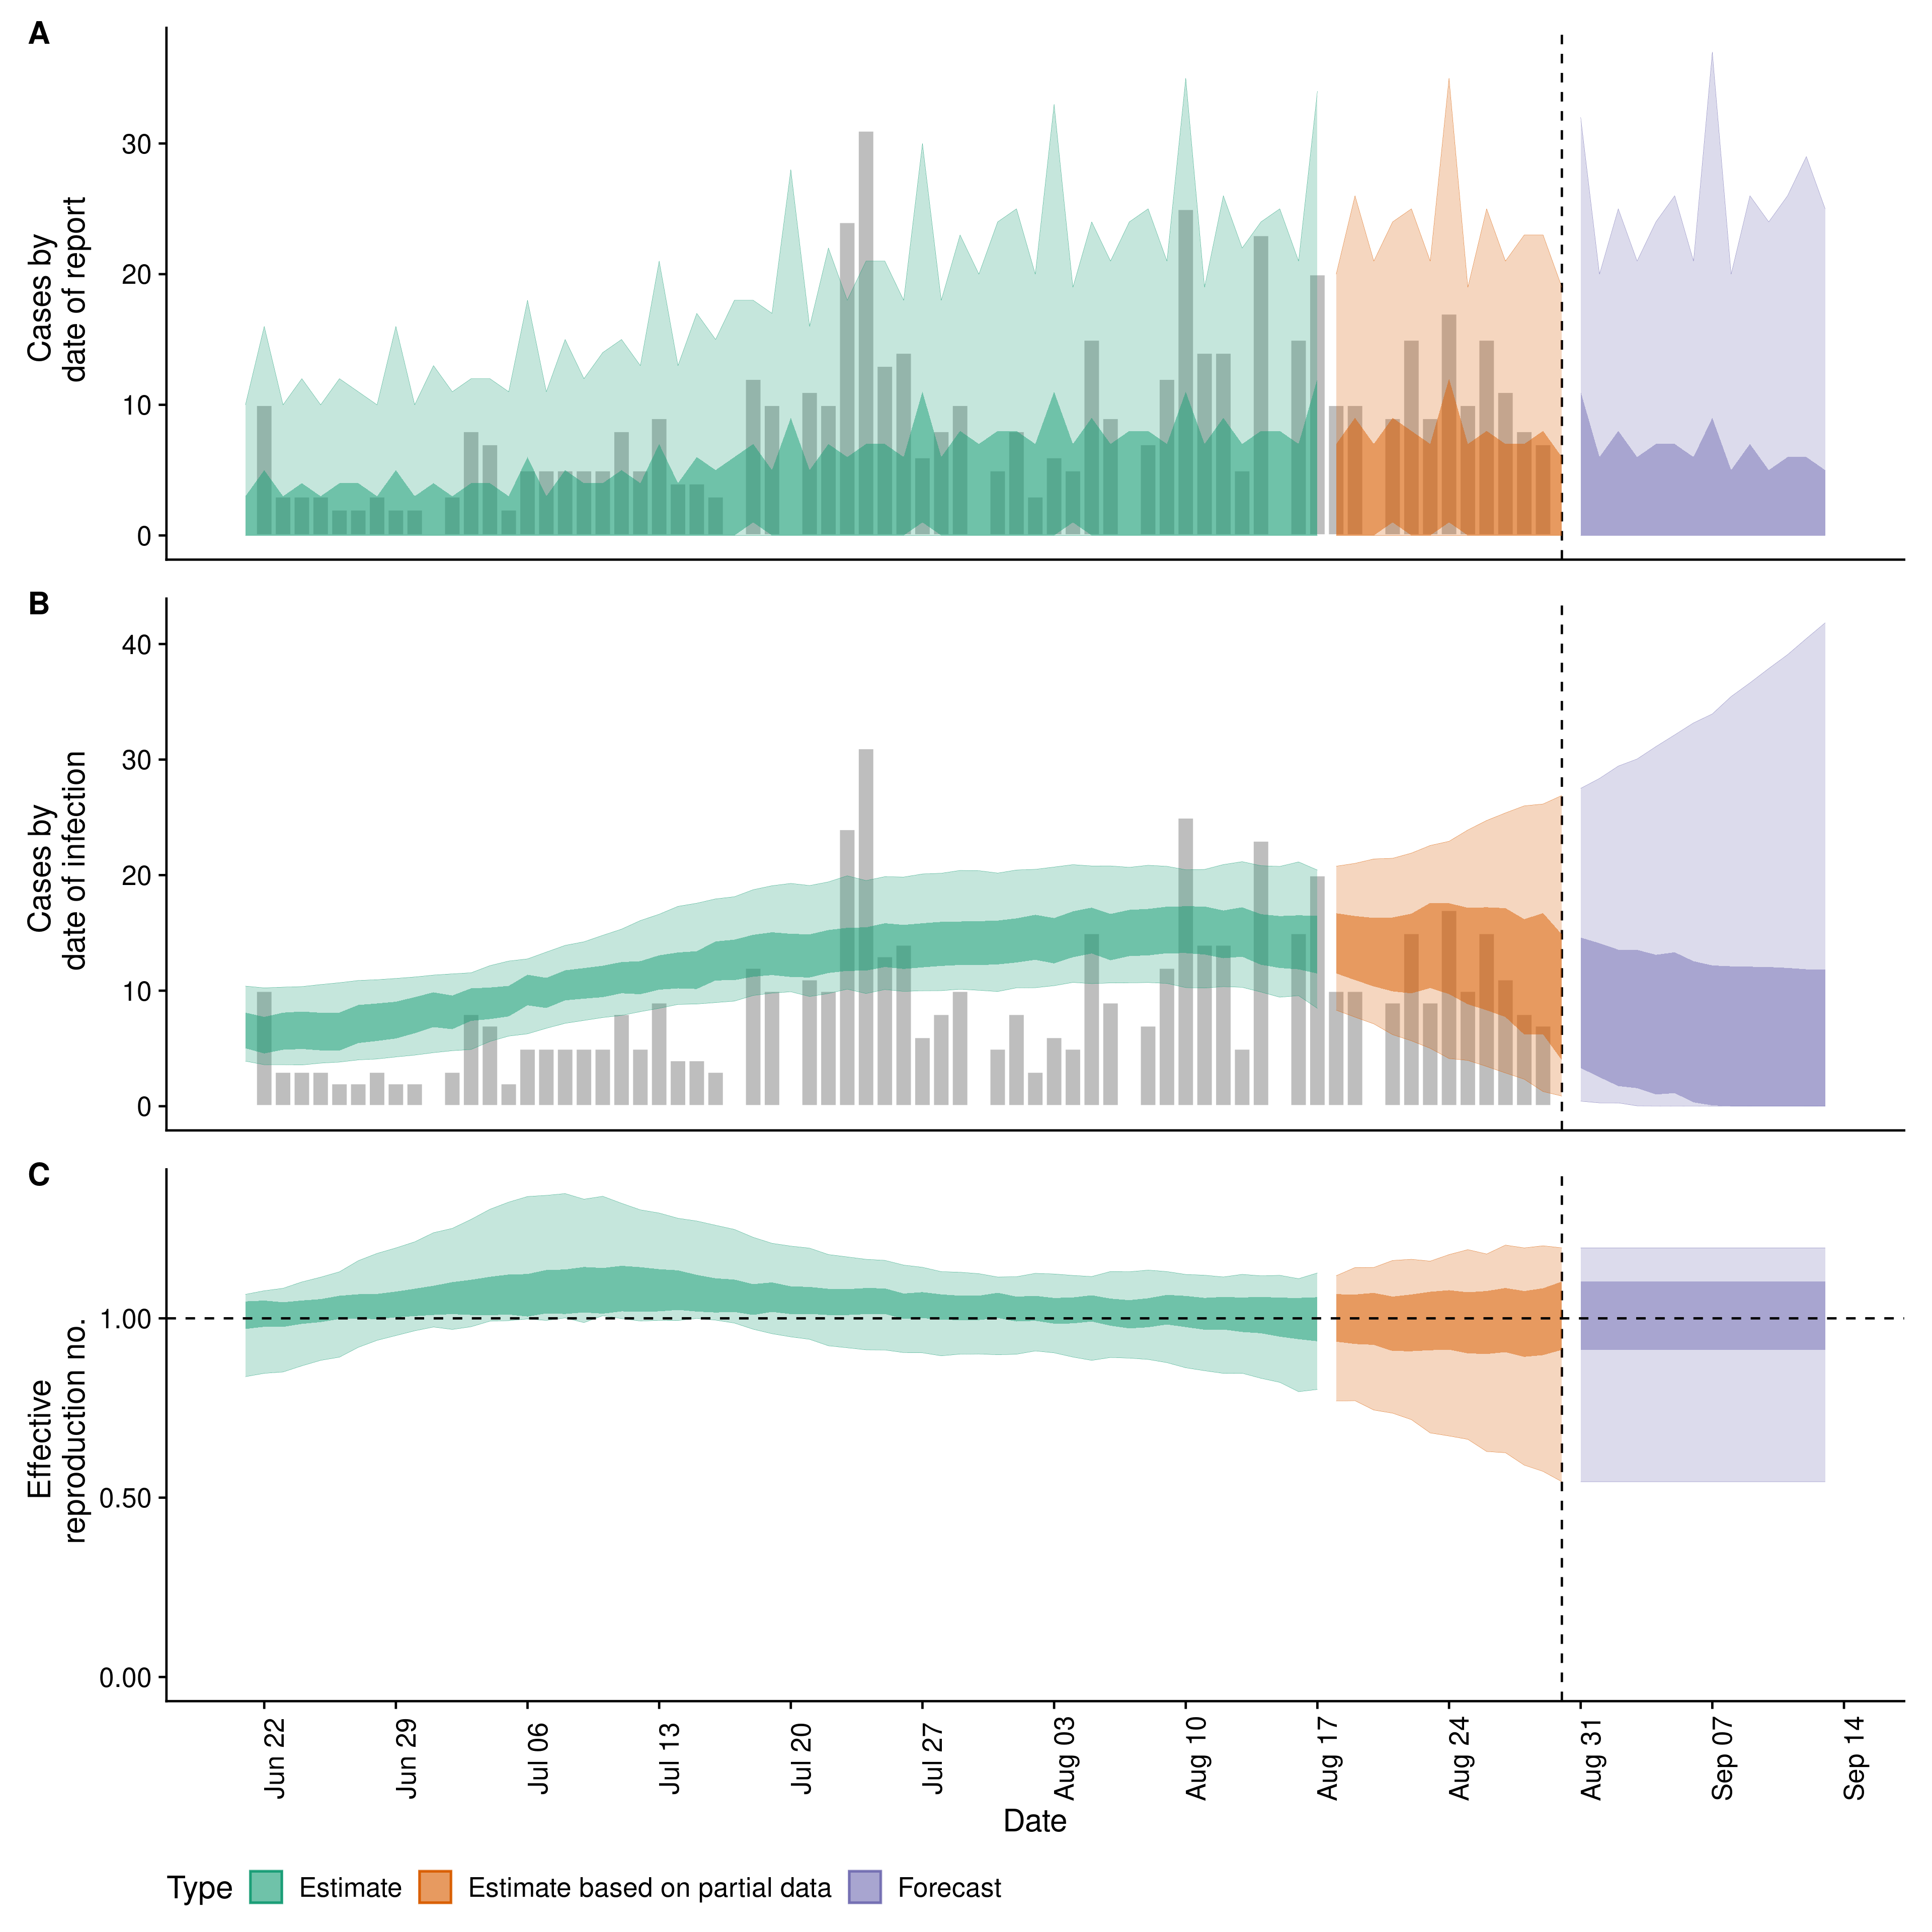 A
Cases by
date of report
30
20
10
0
B
Cases by
date of infection
40
30
20
10
0
C
Effective
reproduction no.
1.00
0.50
0.00
Jun 22
Jun 29
Jul 06
Jul 13
Jul 20
Jul 27
Aug 03
Aug 10
Aug 17
Aug 24
Aug 31
Sep 07
Sep 14
Date
Type Estimate Estimate based on partial data Forecast